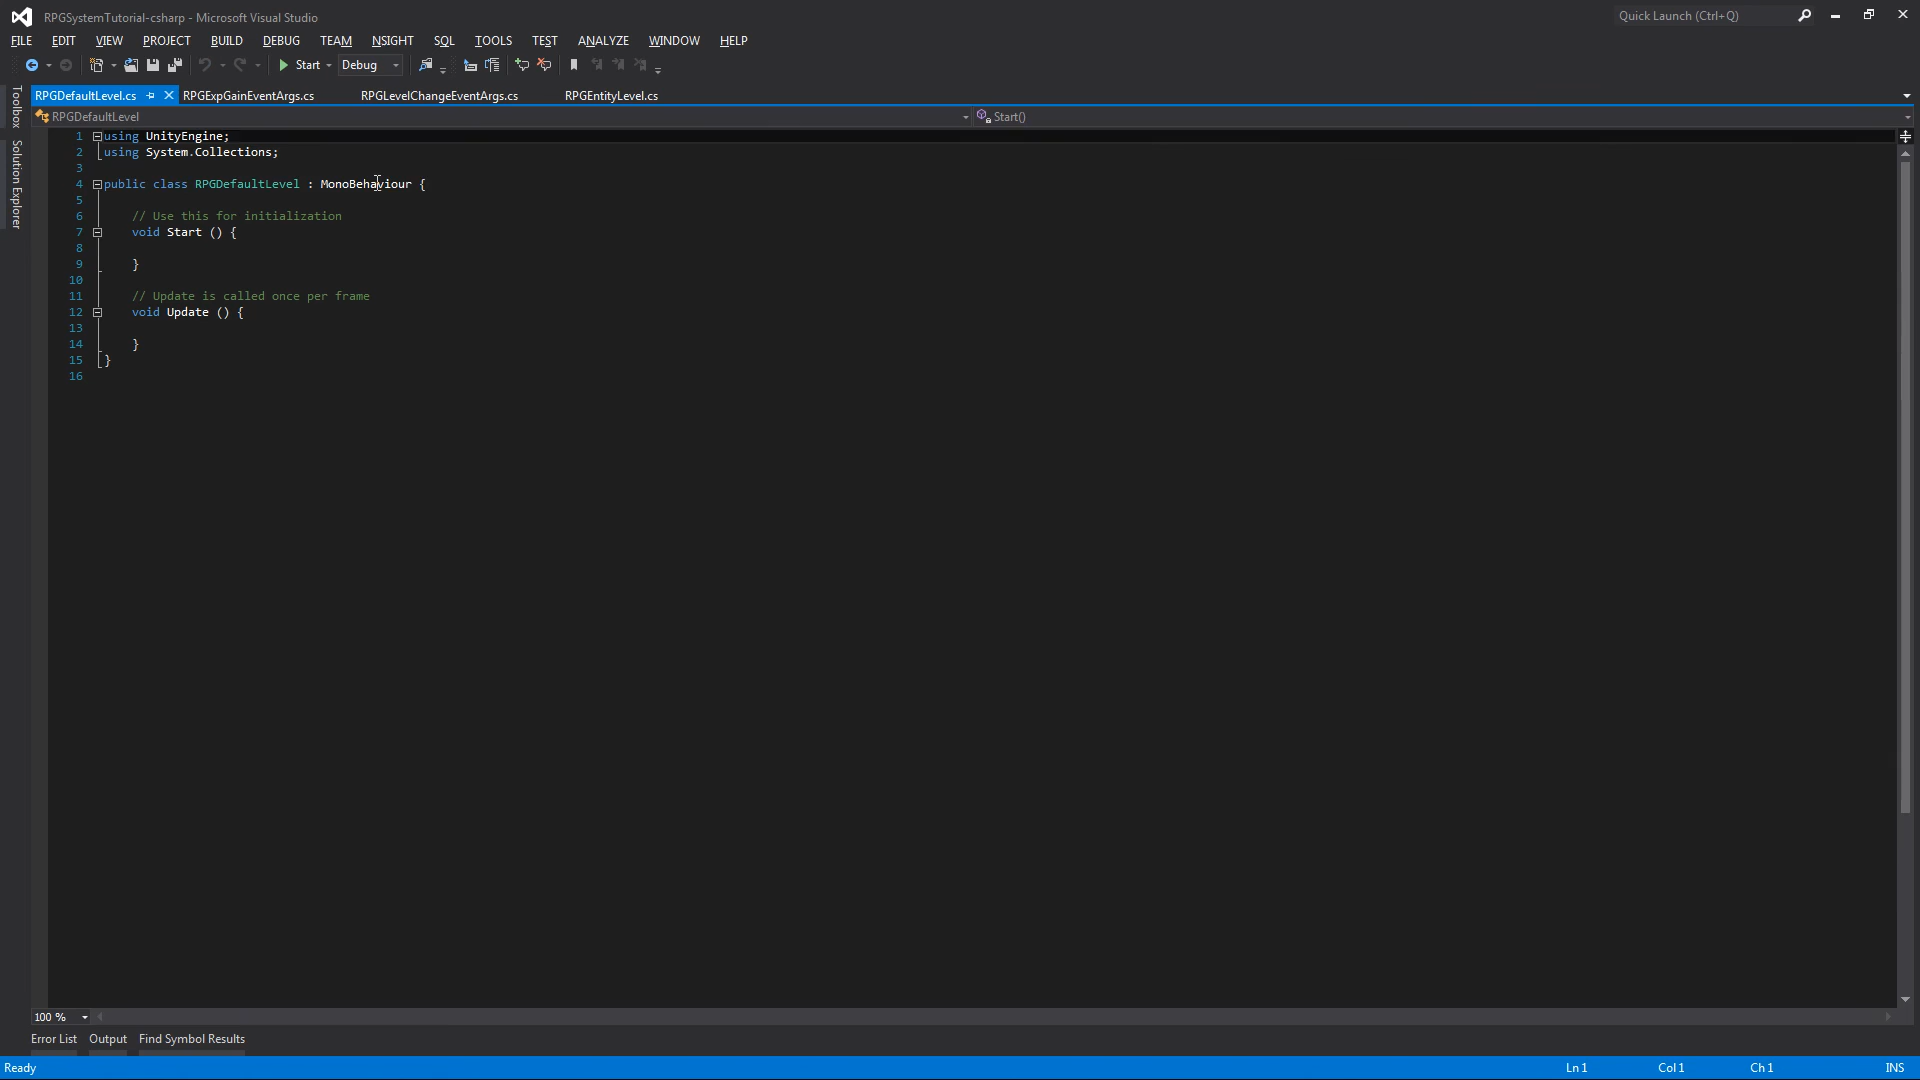 RPGSystemTutorial-csharp - Microsoft Visual Studio
Quick Launch (Ctrl+Q)
FILE EDIT VIEW PROJECT BUILD DEBUG TEAM NSIGHT SQL TOOLS TEST ANALYZE WINDOW HELP
Start Debug
RPGDefaultLevel.cs RPGExpGainEventArgs.cs RPGLevelChangeEventArgs.cs RPGEntityLevel.cs
Toolbox
Solution Explorer
RPGDefaultLevel Start()
1 using UnityEngine;
2 using System.Collections;
3
4 public class RPGDefaultLevel : MonoBehaviour {
5
6 // Use this for initialization
7 void Start () {
8
9 }
10
11 // Update is called once per frame
12 void Update () {
13
14 }
15 }
16
100 %
Error List Output Find Symbol Results
Ready Ln 1 Col 1 Ch 1 INS